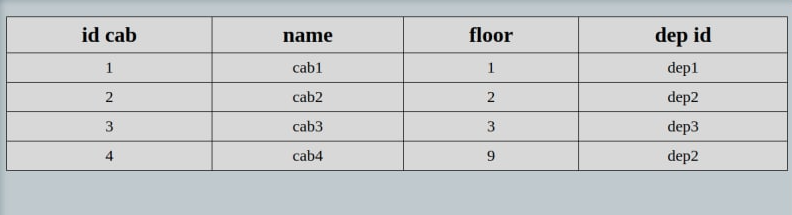 id cab name floor dep id
1 cab1 1 dep1
2 cab2 2 dep2
3 cab3 3 dep3
4 cab4 9 dep2